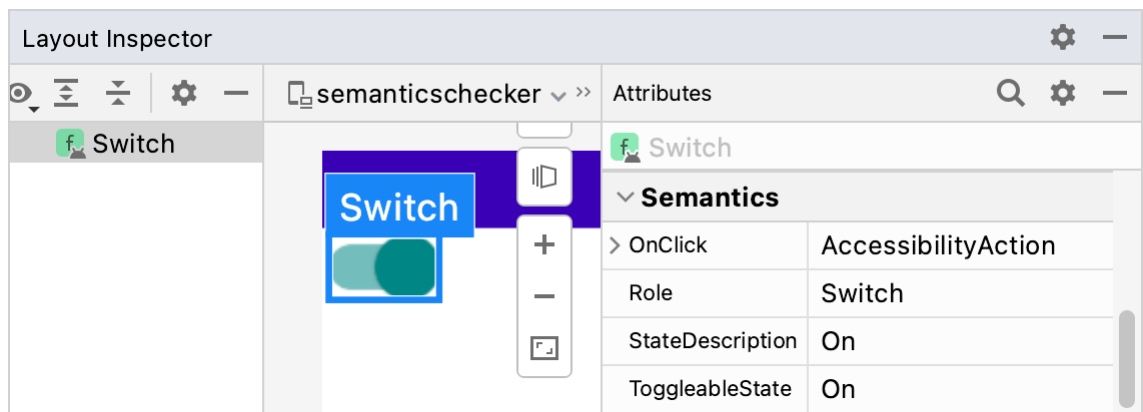 Layout Inspector
semanticschecker
Attributes
Switch
Switch
Semantics
Switch
OnClick AccessibilityAction
Role Switch
StateDescription On
ToggleableState On